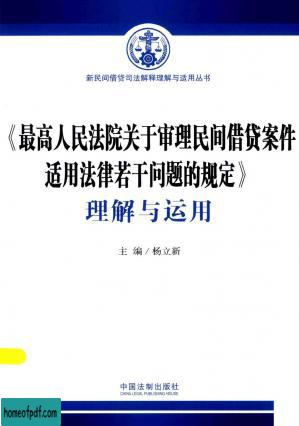 新民间借贷司法解释理解与适用丛书
《最高人民法院关于审理民间借贷案件
适用法律若干问题的规定》
理解与运用
主 编/杨立新
中国法制出版社
CHINA LEGAL PUBLISHING HOUSE
homeofpdf.com